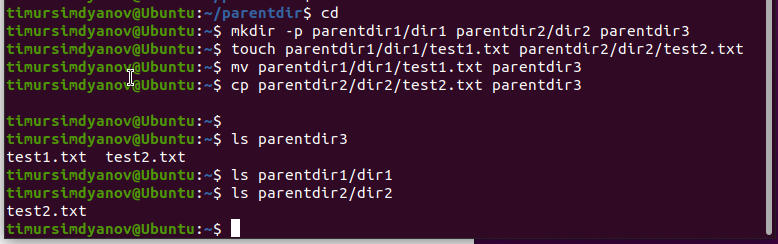 timursimdyanov@Ubuntu:~/parentdir$ cd
timursimdyanov@Ubuntu:~$ mkdir -p parentdir1/dir1 parentdir2/dir2 parentdir3
timursimdyanov@Ubuntu:~$ touch parentdir1/dir1/test1.txt parentdir2/dir2/test2.txt
timursimdyanov@Ubuntu:~$ mv parentdir1/dir1/test1.txt parentdir3
timursimdyanov@Ubuntu:~$ cp parentdir2/dir2/test2.txt parentdir3
timursimdyanov@Ubuntu:~$
timursimdyanov@Ubuntu:~$ ls parentdir3
test1.txt  test2.txt
timursimdyanov@Ubuntu:~$ ls parentdir1/dir1
timursimdyanov@Ubuntu:~$ ls parentdir2/dir2
test2.txt
timursimdyanov@Ubuntu:~$